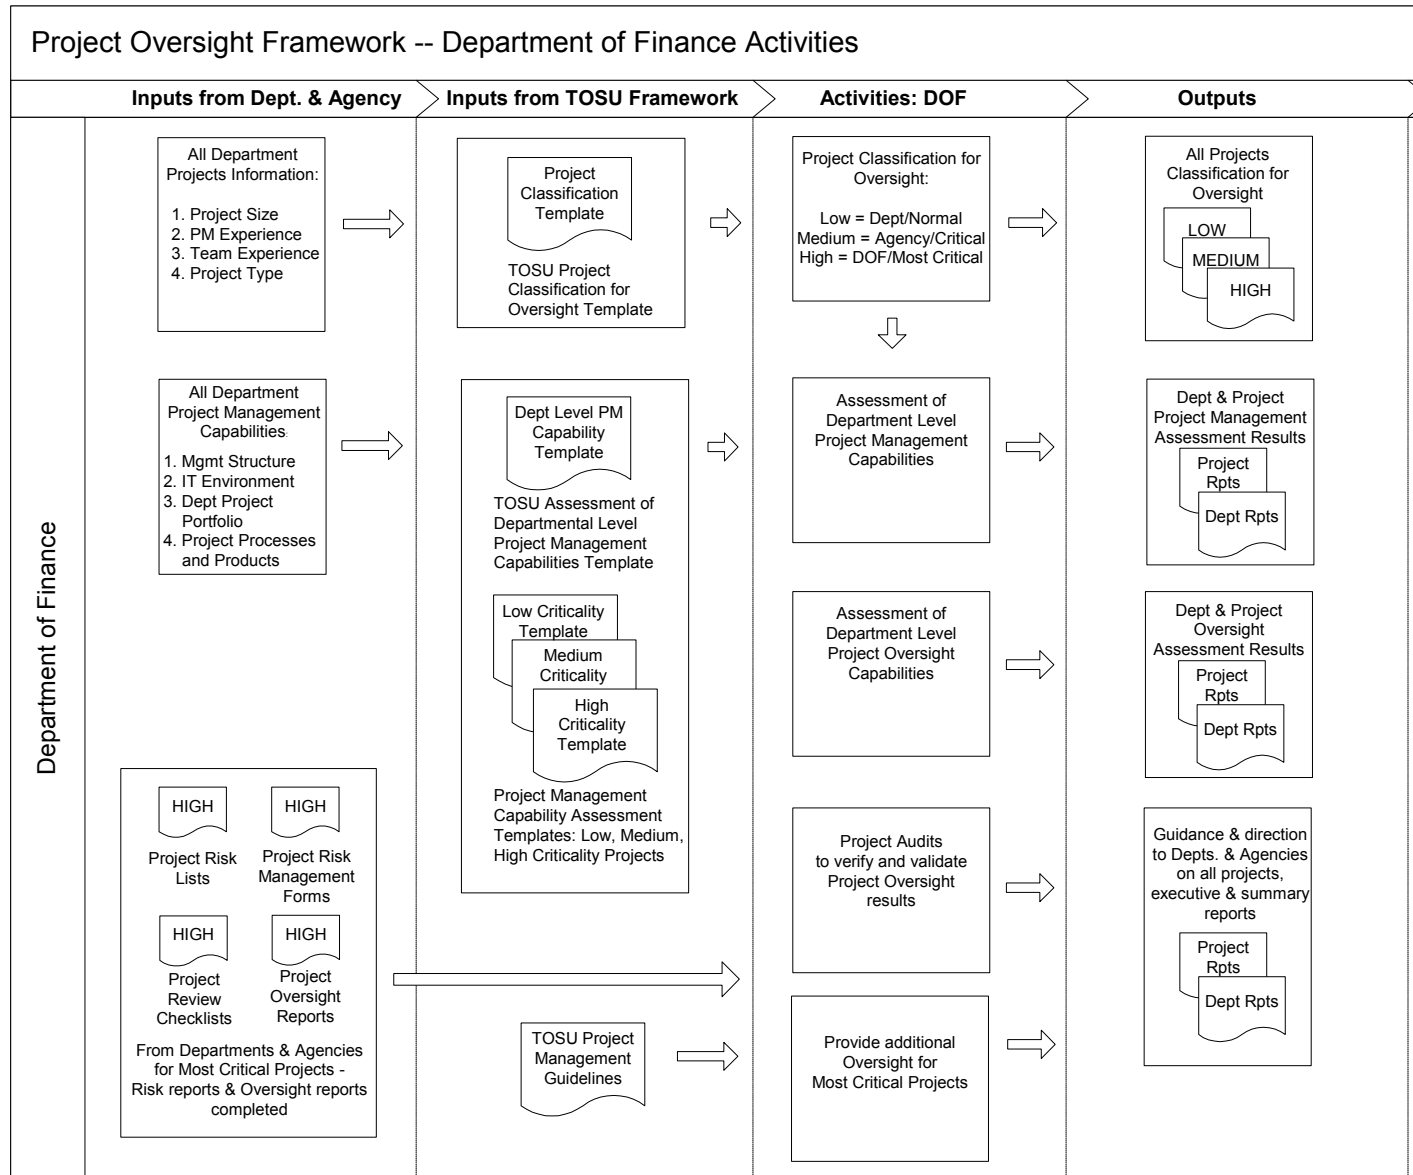 Project Oversight Framework -- Department of Finance Activities
Inputs from Dept. & Agency
Inputs from TOSU Framework
Activities: DOF
Outputs
Department of Finance
All Department
Projects Information:
1. Project Size
2. PM Experience
3. Team Experience
4. Project Type
Project
Classification
Template
TOSU Project
Classification for
Oversight Template
Project Classification for
Oversight:
Low = Dept/Normal
Medium = Agency/Critical
High = DOF/Most Critical
All Projects
Classification for
Oversight
LOW
MEDIUM
HIGH
All Department
Project Management
Capabilities:
1. Mgmt Structure
2. IT Environment
3. Dept Project
Portfolio
4. Project Processes
and Products
Dept Level PM
Capability
Template
TOSU Assessment of
Departmental Level
Project Management
Capabilities Template
Low Criticality
Template
Medium
Criticality
High
Criticality
Template
Project Management
Capability Assessment
Templates: Low, Medium,
High Criticality Projects
Assessment of
Department Level
Project Management
Capabilities
Dept & Project
Project Management
Assessment Results
Project
Rpts
Dept Rpts
Assessment of
Department Level
Project Oversight
Capabilities
Dept & Project
Oversight
Assessment Results
Project
Rpts
Dept Rpts
HIGH
Project Risk
Lists
HIGH
Project Risk
Management
Forms
HIGH
Project
Review
Checklists
HIGH
Project
Oversight
Reports
From Departments & Agencies
for Most Critical Projects -
Risk reports & Oversight reports
completed
TOSU Project
Management
Guidelines
Project Audits
to verify and validate
Project Oversight
results
Provide additional
Oversight for
Most Critical Projects
Guidance & direction
to Depts. & Agencies
on all projects,
executive & summary
reports
Project
Rpts
Dept Rpts